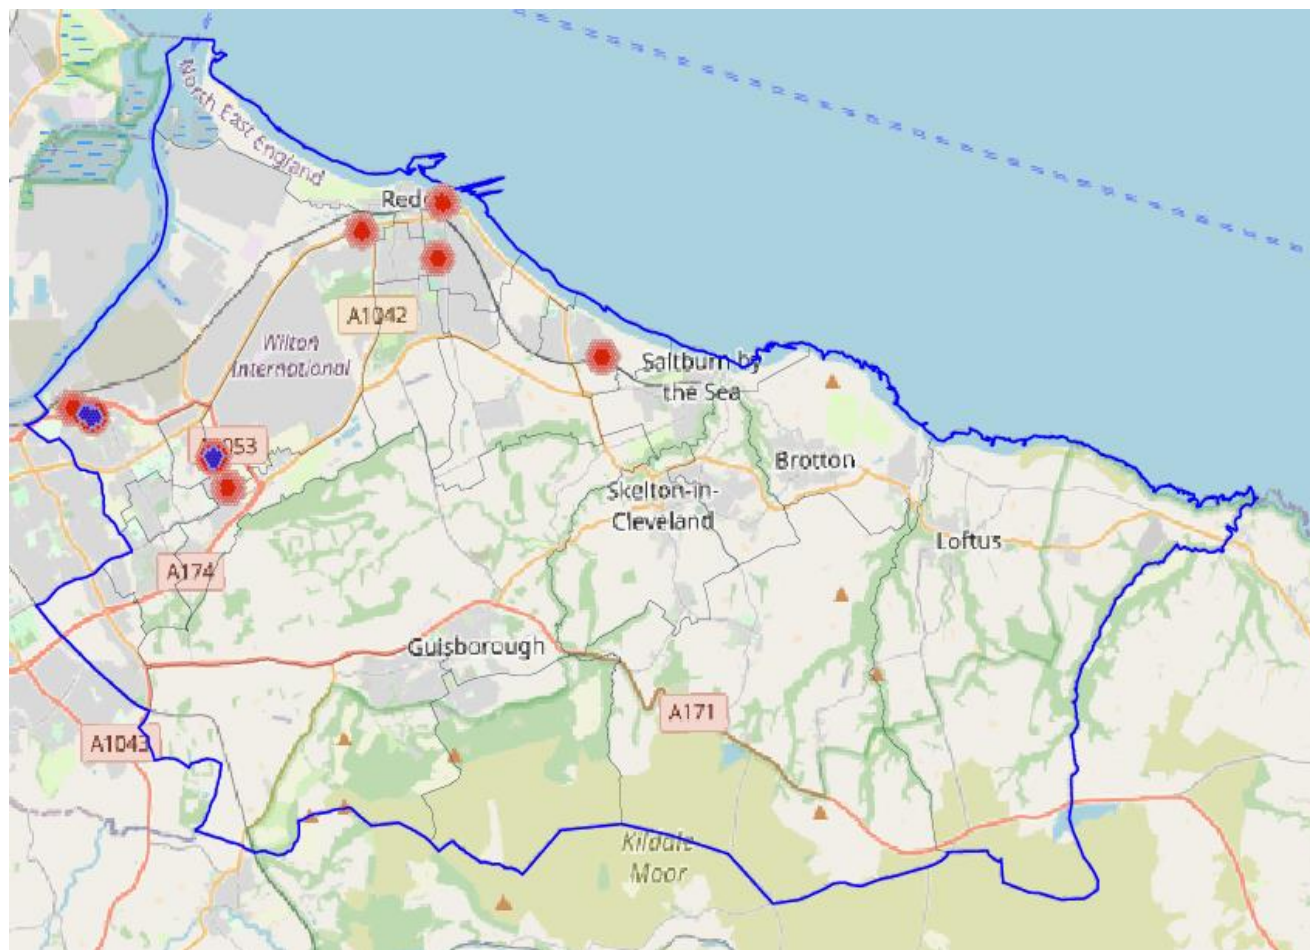 North East England
Red
A1042
Wilton
International
Saltburn by
the Sea
1053
Brotton
Skelton-in-
Cleveland
Loftus
A174
Guisborough
A171
A1043
Kildale
Moor